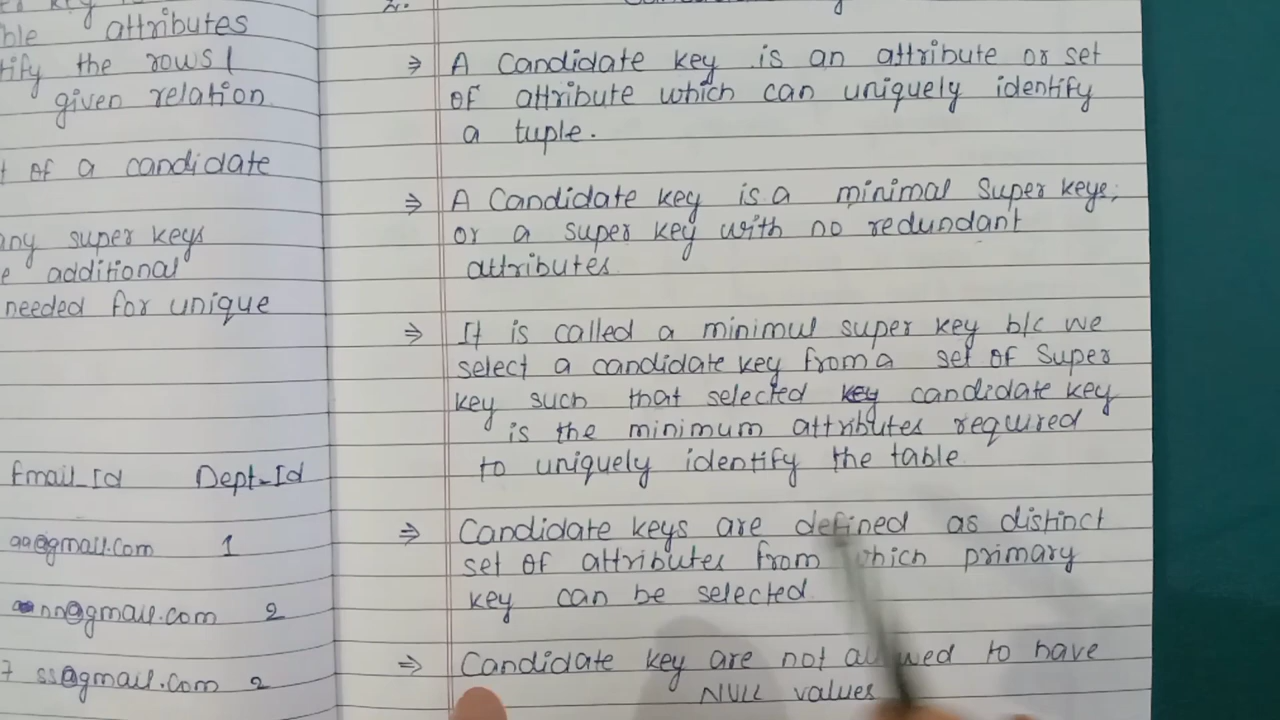 attributes
the rows/
given relation
of a candidate
super keys
additional
needed for unique
Email_Id Dept_Id
aa@gmail.com 1
nn@gmail.com 2
7 ss@gmail.com 2
⇒ A Candidate key is an attribute or set
of attribute which can uniquely identify
a tuple.
⇒ A Candidate key is a minimal Super keys,
or a super key with no redundant
attributes.
⇒ It is called a minimul super key b/c we
select a candidate key from a set of Super
key such that selected key candidate key
is the minimum attributes required
to uniquely identify the table.
⇒ Candidate keys are defined as distinct
set of attributes from which primary
key can be selected.
⇒ Candidate key are not allowed to have
NULL values